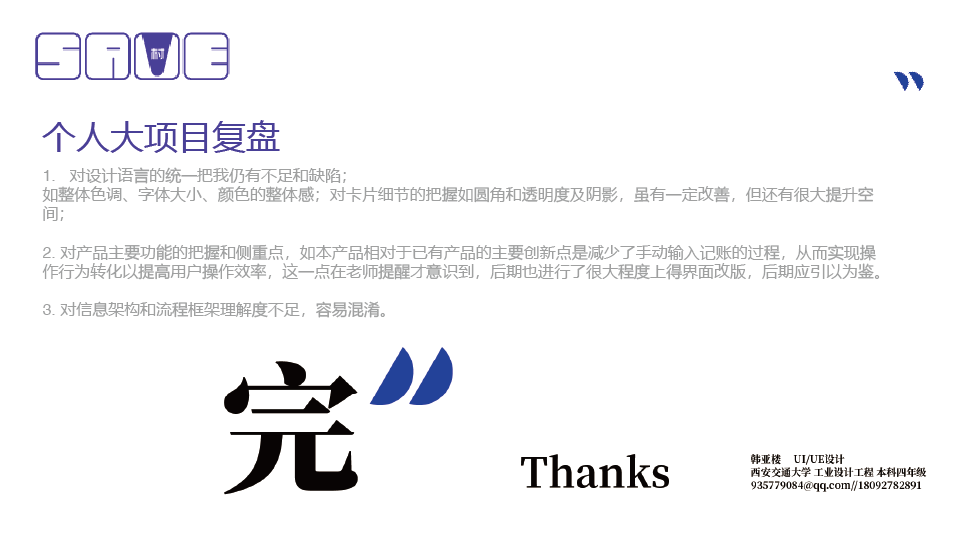 SAVE
村
个人大项目复盘
1. 对设计语言的统一把我仍有不足和缺陷；
如整体色调、字体大小、颜色的整体感；对卡片细节的把握如圆角和透明度及阴影，虽有一定改善，但还有很大提升空
间；
2. 对产品主要功能的把握和侧重点，如本产品相对于已有产品的主要创新点是减少了手动输入记账的过程，从而实现操
作行为转化以提高用户操作效率，这一点在老师提醒才意识到，后期也进行了很大程度上得界面改版，后期应引以为鉴。
3. 对信息架构和流程框架理解度不足，容易混淆。
完
Thanks
韩亚楼 UI/UE设计
西安交通大学 工业设计工程 本科四年级
935779084@qq.com//18092782891